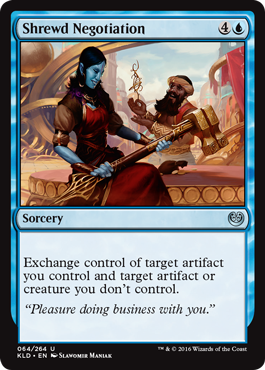 Shrewd Negotiation 4
Sorcery
Exchange control of target artifact
you control and target artifact or
creature you don't control.
"Pleasure doing business with you."
064/264 U
KLD • EN SLAWOMIR MANIAK
™ & © 2016 Wizards of the Coast